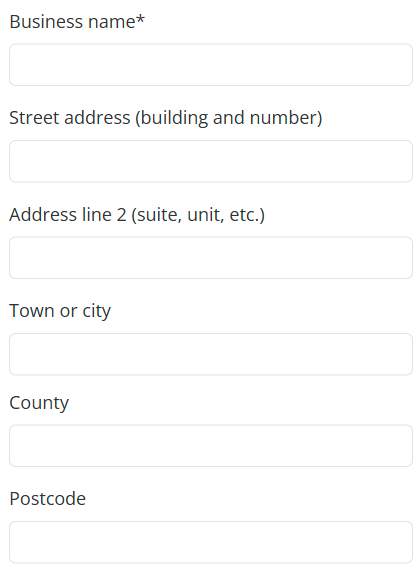 Business name*
Street address (building and number)
Address line 2 (suite, unit, etc.)
Town or city
County
Postcode